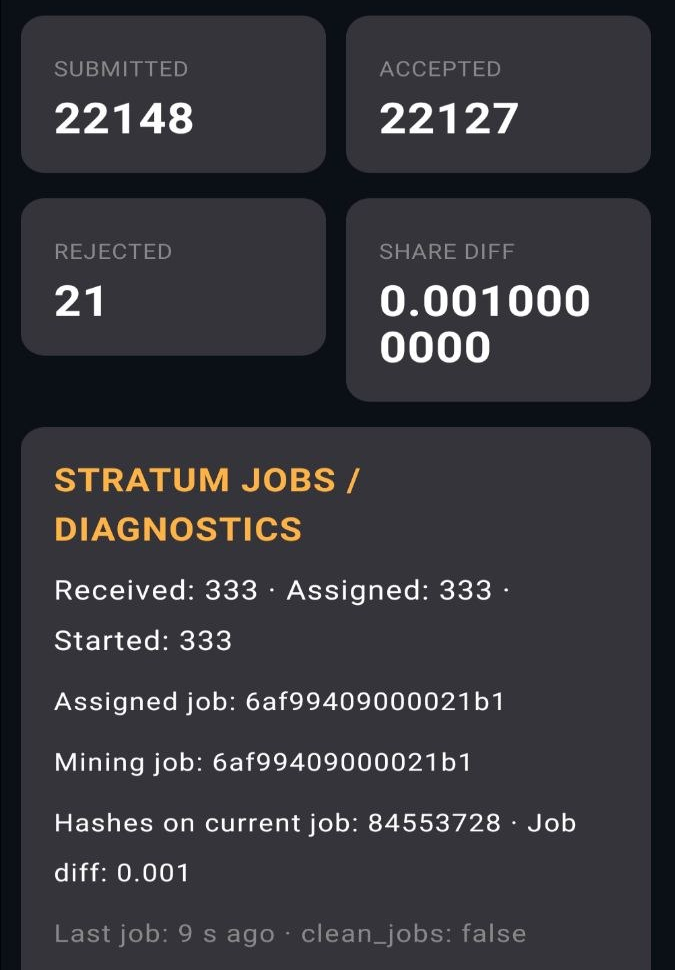 SUBMITTED
22148
ACCEPTED
22127
REJECTED
21
SHARE DIFF
0.001000
0000
STRATUM JOBS /
DIAGNOSTICS
Received: 333 · Assigned: 333 ·
Started: 333
Assigned job: 6af99409000021b1
Mining job: 6af99409000021b1
Hashes on current job: 84553728 · Job
diff: 0.001
Last job: 9 s ago · clean_jobs: false